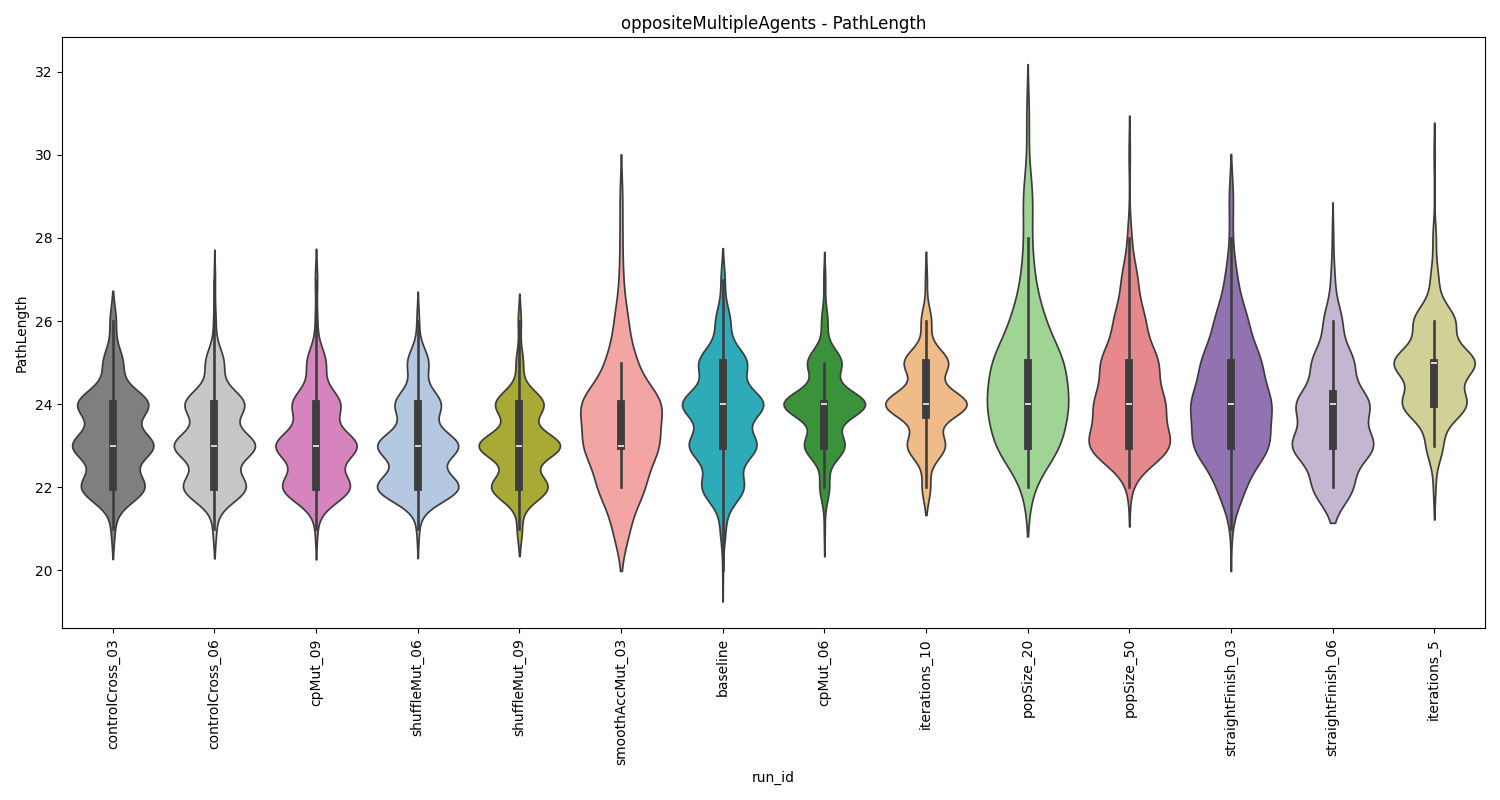 oppositeMultipleAgents - PathLength
PathLength
32
30
28
26
24
22
20
controlCross_03
controlCross_06
cpMut_09
shuffleMut_06
shuffleMut_09
smoothAccMut_03
baseline
cpMut_06
iterations_10
popSize_20
popSize_50
straightFinish_03
straightFinish_06
iterations_5
run_id